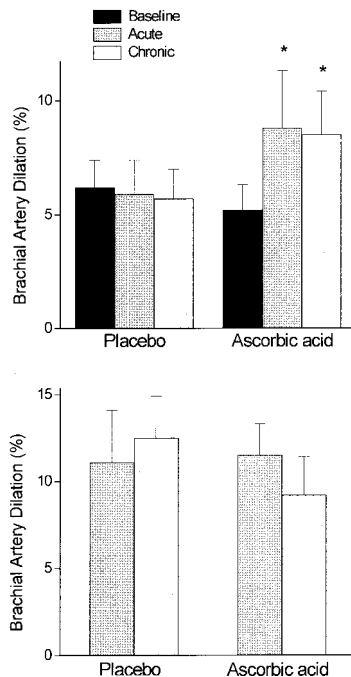 Baseline
Acute
Chronic
* *
Brachial Artery Dilation (%)
10
5
0
Placebo Ascorbic acid
Brachial Artery Dilation (%)
15
10
5
0
Placebo Ascorbic acid